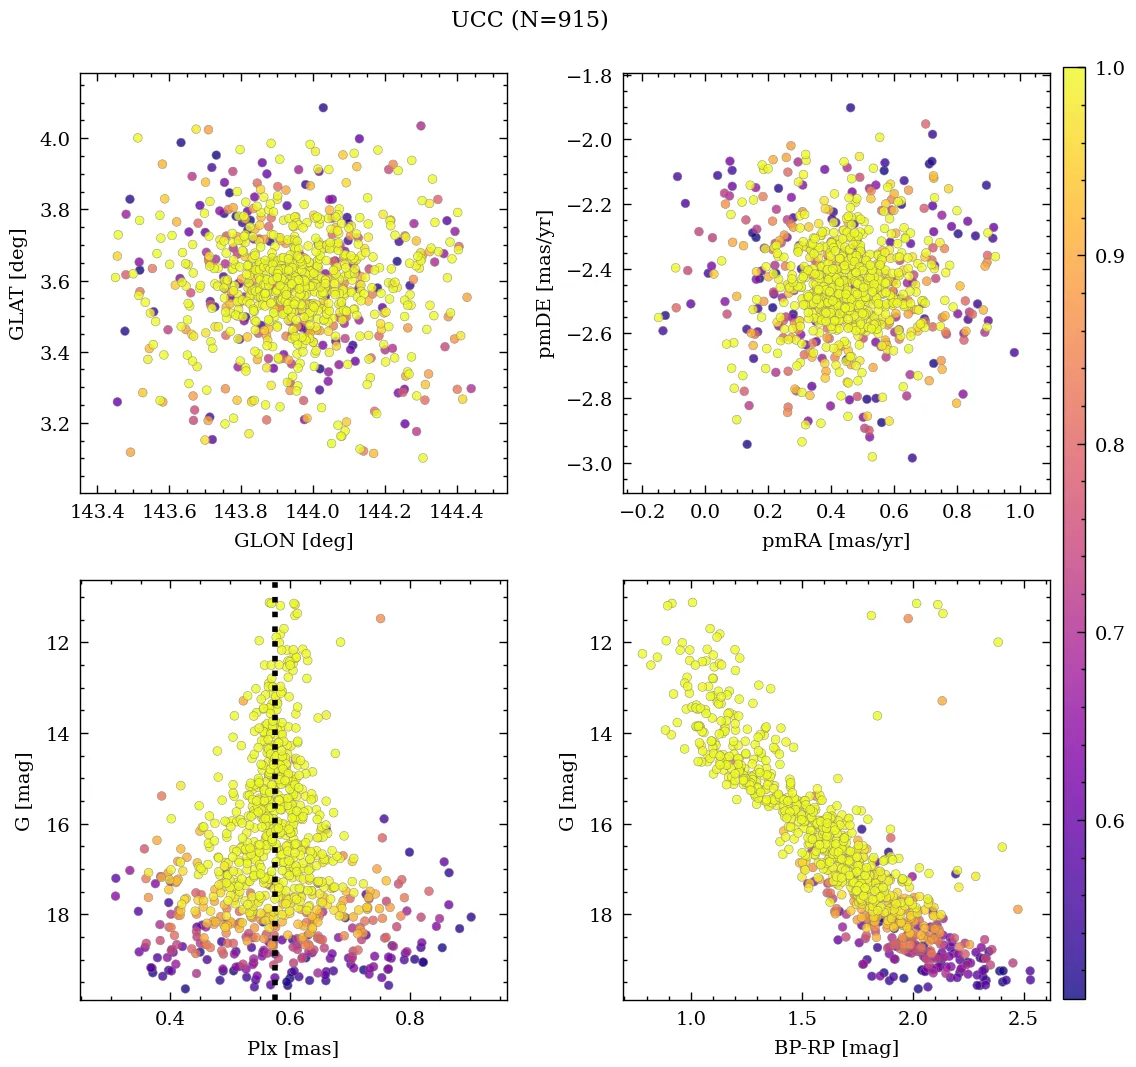 UCC (N=915)
4.0
3.8
3.6
3.4
3.2
GLAT [deg]
143.4 143.6 143.8 144.0 144.2 144.4
GLON [deg]
−1.8
−2.0
−2.2
−2.4
−2.6
−2.8
−3.0
pmDE [mas/yr]
−0.2 0.0 0.2 0.4 0.6 0.8 1.0
pmRA [mas/yr]
1.0
0.9
0.8
0.7
0.6
12
14
16
18
G [mag]
0.4 0.6 0.8
Plx [mas]
12
14
16
18
G [mag]
1.0 1.5 2.0 2.5
BP-RP [mag]